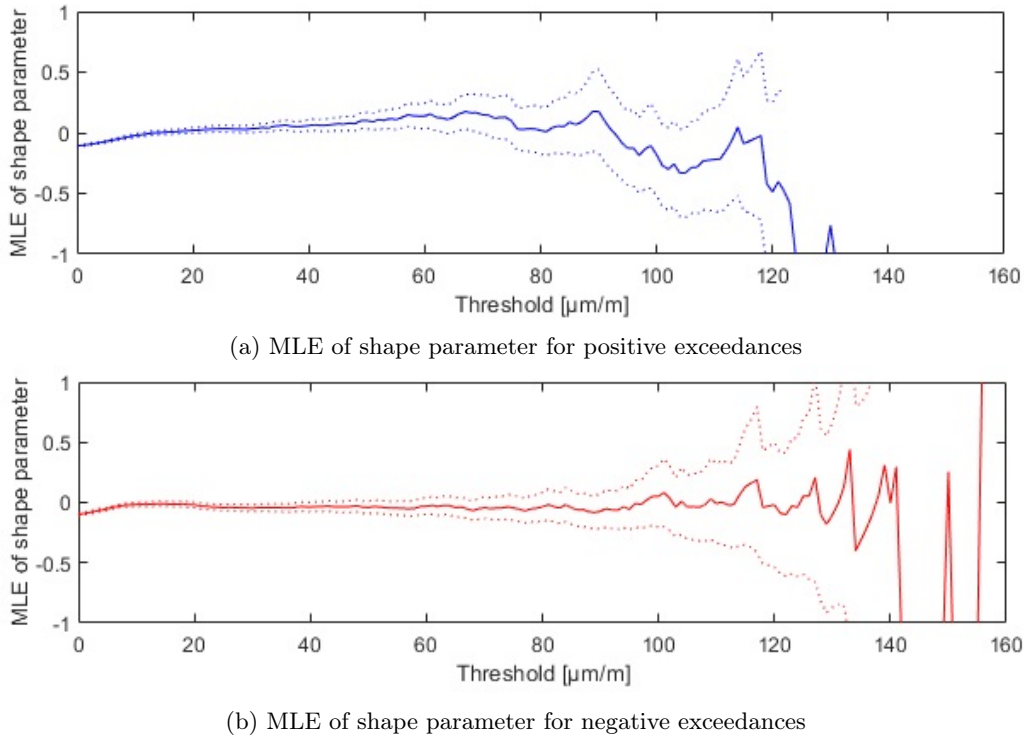 MLE of shape parameter
1
0.5
0
-0.5
-1
0 20 40 60 80 100 120 140 160
Threshold [µm/m]
(a) MLE of shape parameter for positive exceedances
MLE of shape parameter
1
0.5
0
-0.5
-1
0 20 40 60 80 100 120 140 160
Threshold [µm/m]
(b) MLE of shape parameter for negative exceedances